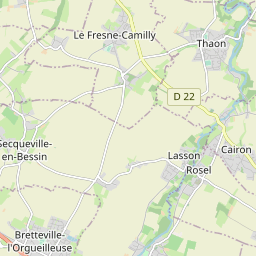 Le Fresne-Camilly
Thaon
D 22
Secqueville-
en-Bessin
Lasson
Cairon
Rosel
Bretteville-
l'Orgueilleuse